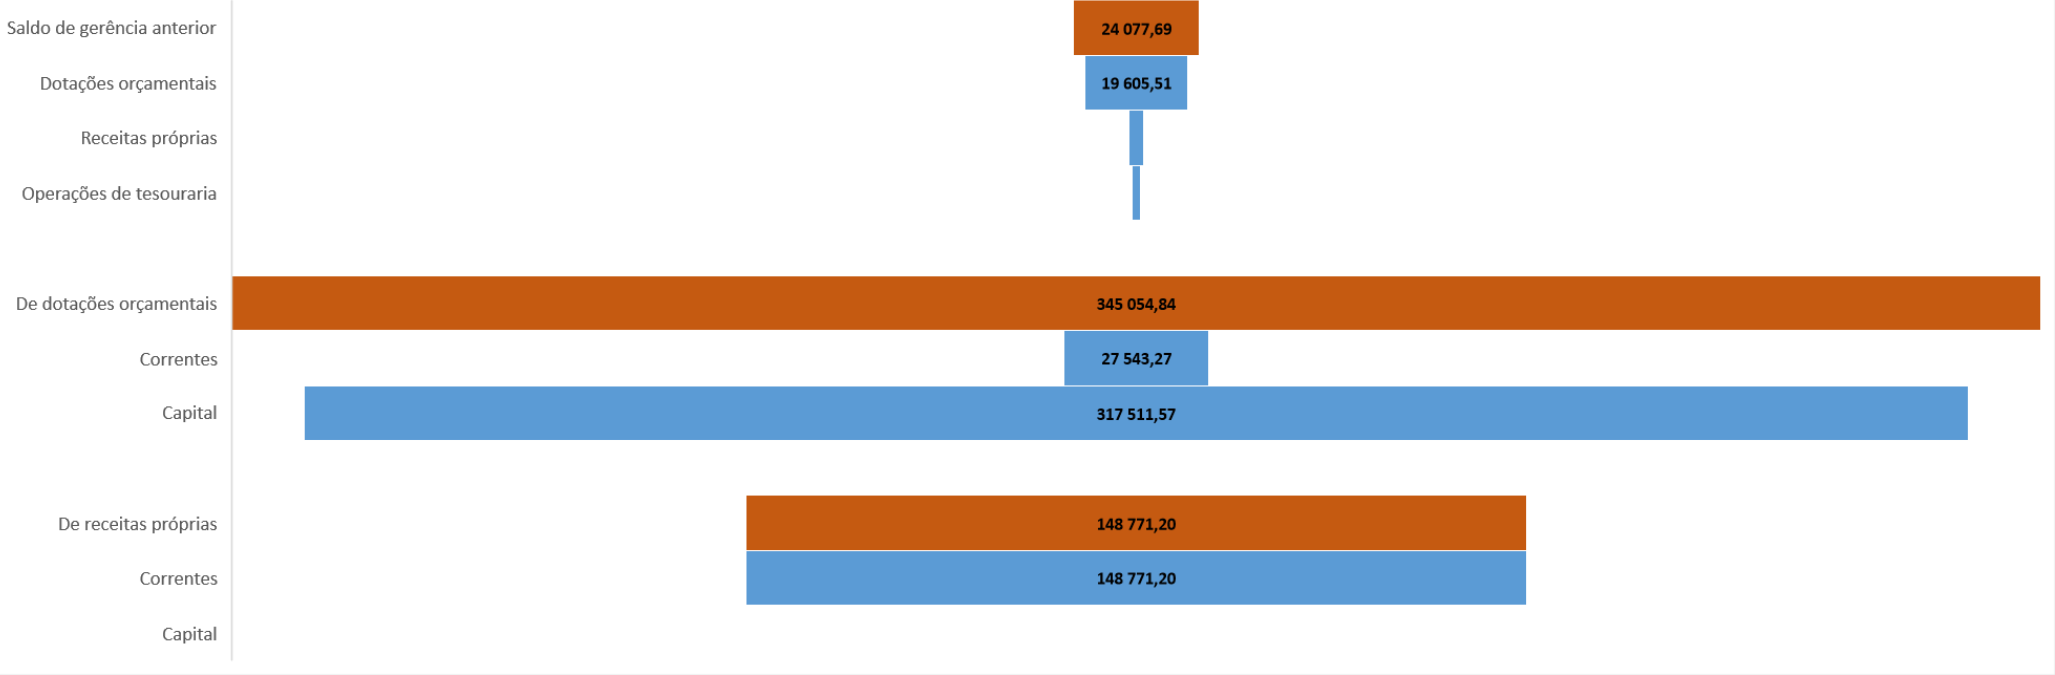 Saldo de gerência anterior 24 077,69
Dotações orçamentais 19 605,51
Receitas próprias
Operações de tesouraria
De dotações orçamentais 345 054,84
Correntes 27 543,27
Capital 317 511,57
De receitas próprias 148 771,20
Correntes 148 771,20
Capital